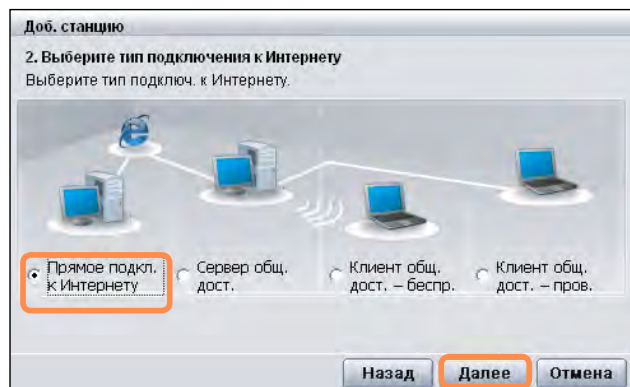 Доб. станцию
2. Выберите тип подключения к Интернету
Выберите тип подключ. к Интернету.
Прямое подкл.
к Интернету
Сервер общ.
дост.
Клиент общ.
дост. – беспр.
Клиент общ.
дост. – пров.
Назад
Далее
Отмена